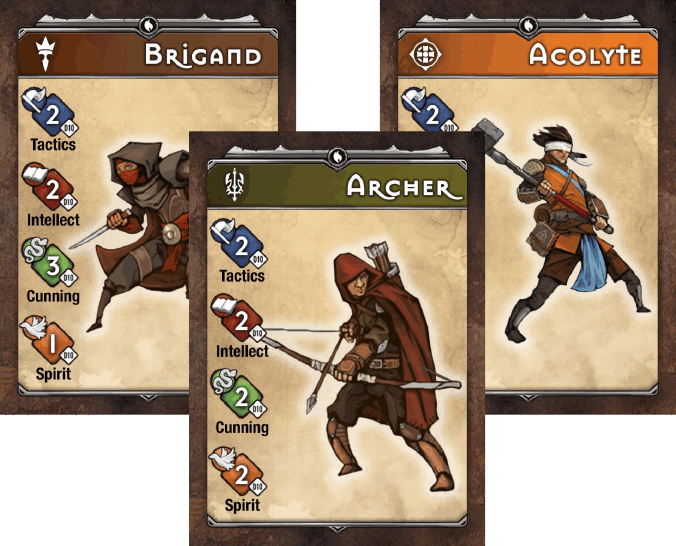 Brigand
2
D10
Tactics
2
D10
Intellect
3
D10
Cunning
1
D10
Spirit
Acolyte
2
D10
Archer
2
D10
Tactics
2
D10
Intellect
2
D10
Cunning
2
D10
Spirit